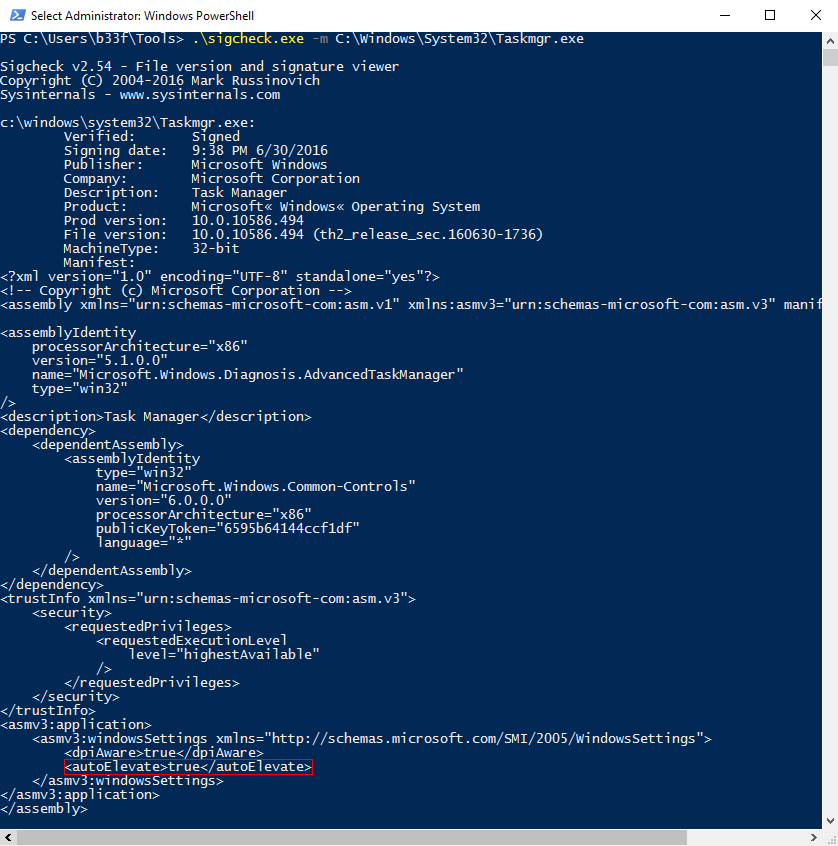 Select Administrator: Windows PowerShell
PS C:\Users\b33f\Tools> .\sigcheck.exe -m C:\Windows\System32\Taskmgr.exe
Sigcheck v2.54 - File version and signature viewer
Copyright (C) 2004-2016 Mark Russinovich
Sysinternals - www.sysinternals.com
c:\windows\system32\Taskmgr.exe:
Verified: Signed
Signing date: 9:38 PM 6/30/2016
Publisher: Microsoft Windows
Company: Microsoft Corporation
Description: Task Manager
Product: Microsoft« Windows« Operating System
Prod version: 10.0.10586.494
File version: 10.0.10586.494 (th2_release_sec.160630-1736)
MachineType: 32-bit
Manifest:
<?xml version="1.0" encoding="UTF-8" standalone="yes"?>
<!-- Copyright (c) Microsoft Corporation -->
<assembly xmlns="urn:schemas-microsoft-com:asm.v1" xmlns:asmv3="urn:schemas-microsoft-com:asm.v3" manif
<assemblyIdentity
processorArchitecture="x86"
version="5.1.0.0"
name="Microsoft.Windows.Diagnosis.AdvancedTaskManager"
type="win32"
/>
<description>Task Manager</description>
<dependency>
<dependentAssembly>
<assemblyIdentity
type="win32"
name="Microsoft.Windows.Common-Controls"
version="6.0.0.0"
processorArchitecture="x86"
publicKeyToken="6595b64144ccf1df"
language="*"
/>
</dependentAssembly>
</dependency>
<trustInfo xmlns="urn:schemas-microsoft-com:asm.v3">
<security>
<requestedPrivileges>
<requestedExecutionLevel
level="highestAvailable"
/>
</requestedPrivileges>
</security>
</trustInfo>
<asmv3:application>
<asmv3:windowsSettings xmlns="http://schemas.microsoft.com/SMI/2005/WindowsSettings">
<dpiAware>true</dpiAware>
<autoElevate>true</autoElevate>
</asmv3:windowsSettings>
</asmv3:application>
</assembly>